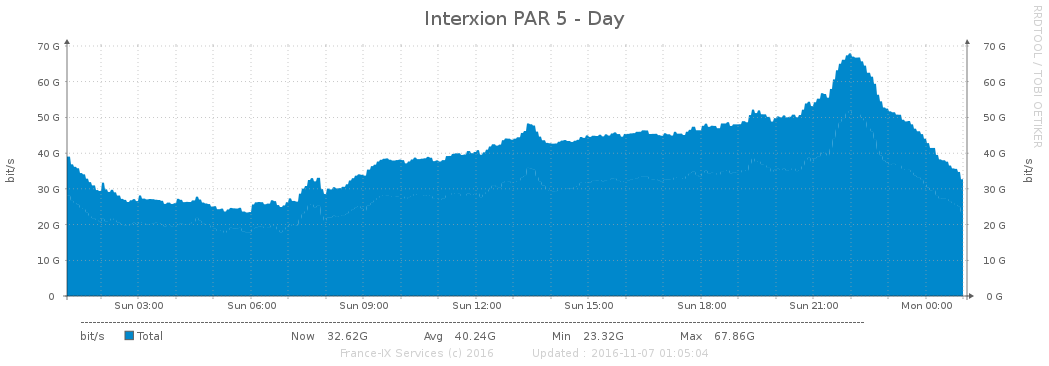 Interxion PAR 5 - Day
RRDTOOL / TOBI OETIKER
bit/s
70 G 70 G
60 G 60 G
50 G 50 G
40 G 40 G
30 G 30 G
20 G 20 G
10 G 10 G
0 0 G
bit/s
Sun 03:00 Sun 06:00 Sun 09:00 Sun 12:00 Sun 15:00 Sun 18:00 Sun 21:00 Mon 00:00
bit/s Total Now 32.62G Avg 40.24G Min 23.32G Max 67.86G
France-IX Services (c) 2016 Updated : 2016-11-07 01:05:04